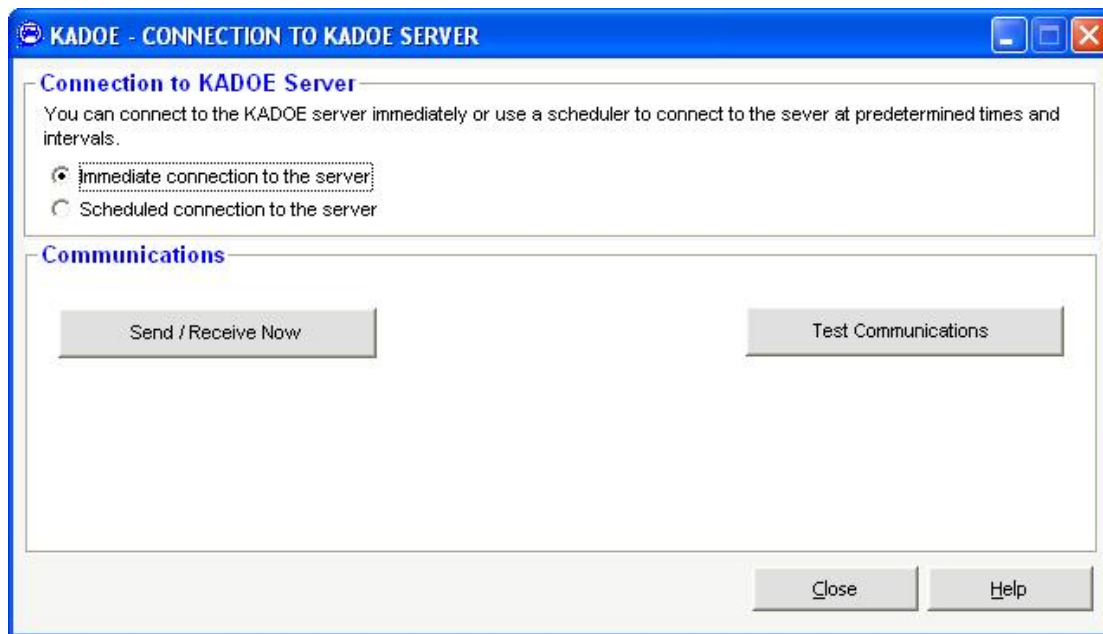 KADOE - CONNECTION TO KADOE SERVER
Connection to KADOE Server
You can connect to the KADOE server immediately or use a scheduler to connect to the sever at predetermined times and
intervals.
Immediate connection to the server
Scheduled connection to the server
Communications
Send / Receive Now
Test Communications
Close
Help